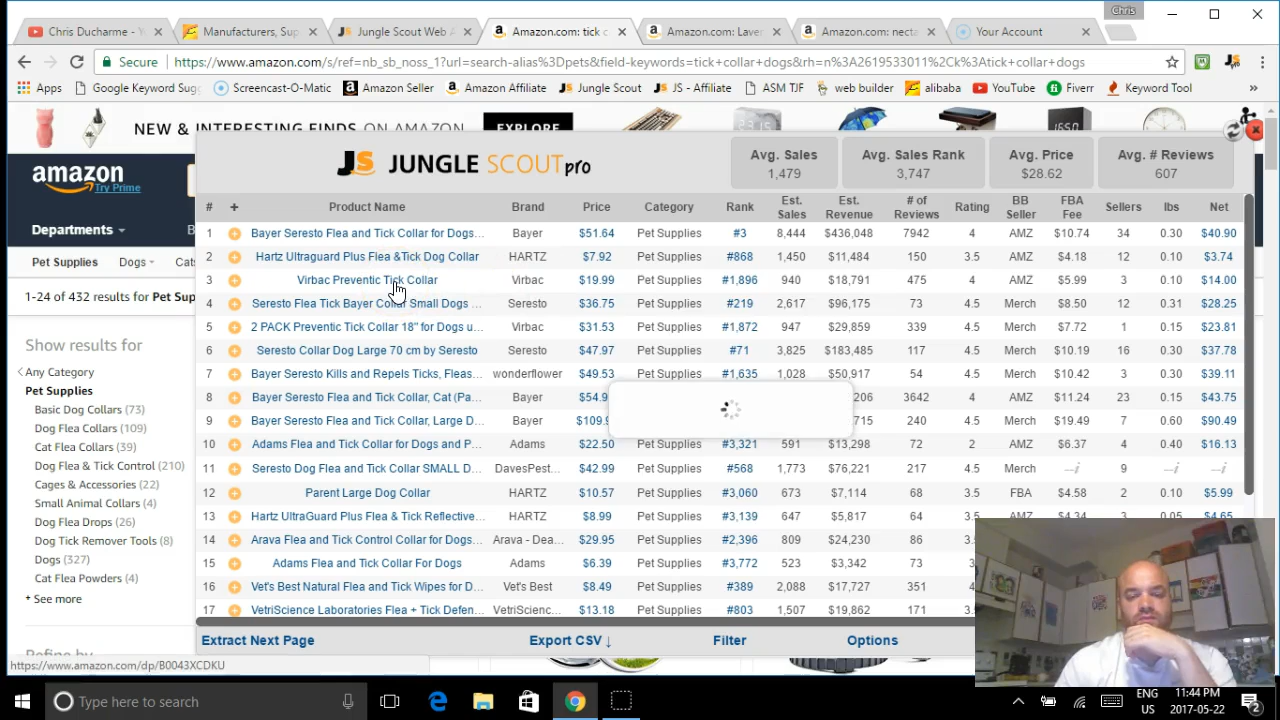 Chris
Chris Ducharme -
Manufacturers, Sup
Jungle Scout Web A
Amazon.com: tick c
Amazon.com: Laver
Amazon.com: necta
Your Account
Secure https://www.amazon.com/s/ref=nb_sb_noss_1?url=search-alias%3Dpets&field-keywords=tick+collar+dogs&rh=n%3A2619533011%2Ck%3Atick+collar+dogs
Apps Google Keyword Sug Screencast-O-Matic Amazon Seller Amazon Affiliate Jungle Scout JS - Affiliate ASM TJF web builder alibaba YouTube Fiverr Keyword Tool
NEW & INTERESTING FINDS ON AMAZON EXPLORE
amazon
Try Prime
Departments
B
Pet Supplies Dogs Cats
1-24 of 432 results for Pet Sup
Show results for
Any Category
Pet Supplies
Basic Dog Collars (73)
Dog Flea Collars (109)
Cat Flea Collars (39)
Dog Flea & Tick Control (210)
Cages & Accessories (22)
Small Animal Collars (4)
Dog Flea Drops (26)
Dog Tick Remover Tools (8)
Dogs (327)
Cat Flea Powders (4)
+ See more
Refine by
https://www.amazon.com/dp/B0043XCDKU
JS JUNGLE SCOUT pro
Avg. Sales 1,479
Avg. Sales Rank 3,747
Avg. Price $28.62
Avg. # Reviews 607
# + Product Name Brand Price Category Rank Est. Sales Est. Revenue # of Reviews Rating BB Seller FBA Fee Sellers lbs Net
1 Bayer Seresto Flea and Tick Collar for Dogs... Bayer $51.64 Pet Supplies #3 8,444 $436,048 7942 4 AMZ $10.74 34 0.30 $40.90
2 Hartz Ultraguard Plus Flea &Tick Dog Collar HARTZ $7.92 Pet Supplies #868 1,450 $11,484 150 3.5 AMZ $4.18 12 0.10 $3.74
3 Virbac Preventic Tick Collar Virbac $19.99 Pet Supplies #1,896 940 $18,791 475 4 AMZ $5.99 3 0.10 $14.00
4 Seresto Flea Tick Bayer Collar Small Dogs ... Seresto $36.75 Pet Supplies #219 2,617 $96,175 73 4.5 Merch $8.50 12 0.31 $28.25
5 2 PACK Preventic Tick Collar 18" for Dogs u... Virbac $31.53 Pet Supplies #1,872 947 $29,859 339 4.5 Merch $7.72 1 0.15 $23.81
6 Seresto Collar Dog Large 70 cm by Seresto Seresto $47.97 Pet Supplies #71 3,825 $183,485 117 4.5 Merch $10.19 16 0.30 $37.78
7 Bayer Seresto Kills and Repels Ticks, Fleas... wonderflower $49.53 Pet Supplies #1,635 1,028 $50,917 54 4.5 Merch $10.42 3 0.30 $39.11
8 Bayer Seresto Flea and Tick Collar, Cat (Pa... Bayer $54.9 206 3642 4 AMZ $11.24 23 0.15 $43.75
9 Bayer Seresto Flea and Tick Collar, Large D... Bayer $109. 715 240 4.5 Merch 7 0.60 $90.49
10 Adams Flea and Tick Collar for Dogs and P... Adams $22.50 Pet Supplies #3,321 591 $13,298 72 2 AMZ $6.37 4 0.40 $16.13
11 Seresto Dog Flea and Tick Collar SMALL D... DavesPest... $42.99 Pet Supplies #568 1,773 $76,221 217 4.5 Merch —i 9 —i —i
12 Parent Large Dog Collar HARTZ $10.57 Pet Supplies #3,060 673 $7,114 68 3.5 FBA $4.58 2 0.10 $5.99
13 Hartz UltraGuard Plus Flea & Tick Reflective... HARTZ $8.99 Pet Supplies #3,139 647 $5,817 64 3.5 AMZ $4.34 3 0.05 $4.65
14 Arava Flea and Tick Control Collar for Dogs... Arava - Dea... $29.95 Pet Supplies #2,396 809 $24,230 86
15 Adams Flea and Tick Collar For Dogs Adams $6.39 Pet Supplies #3,772 523 $3,342 73
16 Vet's Best Natural Flea and Tick Wipes for D... Vet's Best $8.49 Pet Supplies #389 2,088 $17,727 351
17 VetriScience Laboratories Flea + Tick Defen... VetriScienc... $13.18 Pet Supplies #803 1,507 $19,862 171
Extract Next Page Export CSV ↓ Filter Options
Type here to search
ENG 11:44 PM
US 2017-05-22
2